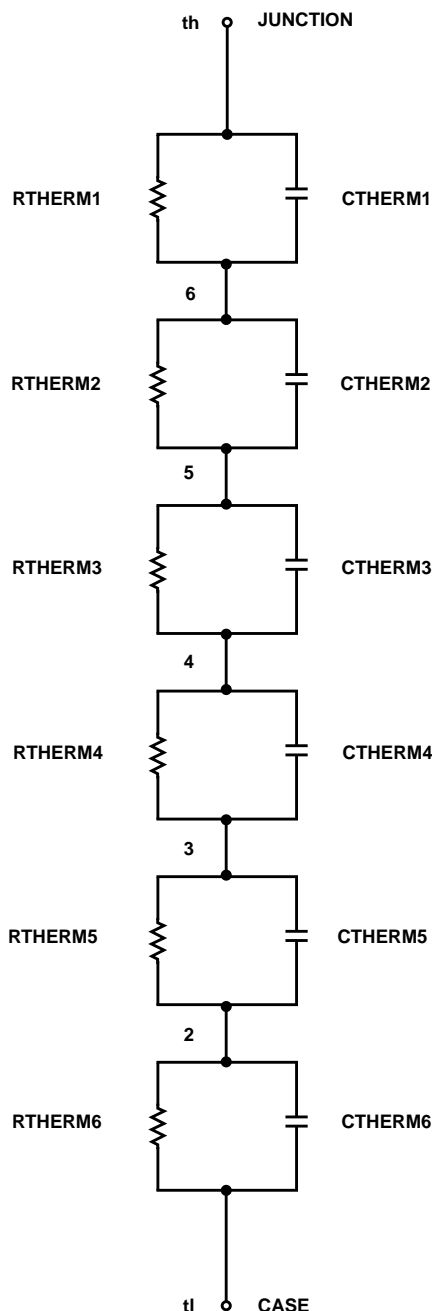 th JUNCTION
RTHERM1 CTHERM1
6
RTHERM2 CTHERM2
5
RTHERM3 CTHERM3
4
RTHERM4 CTHERM4
3
RTHERM5 CTHERM5
2
RTHERM6 CTHERM6
tl CASE